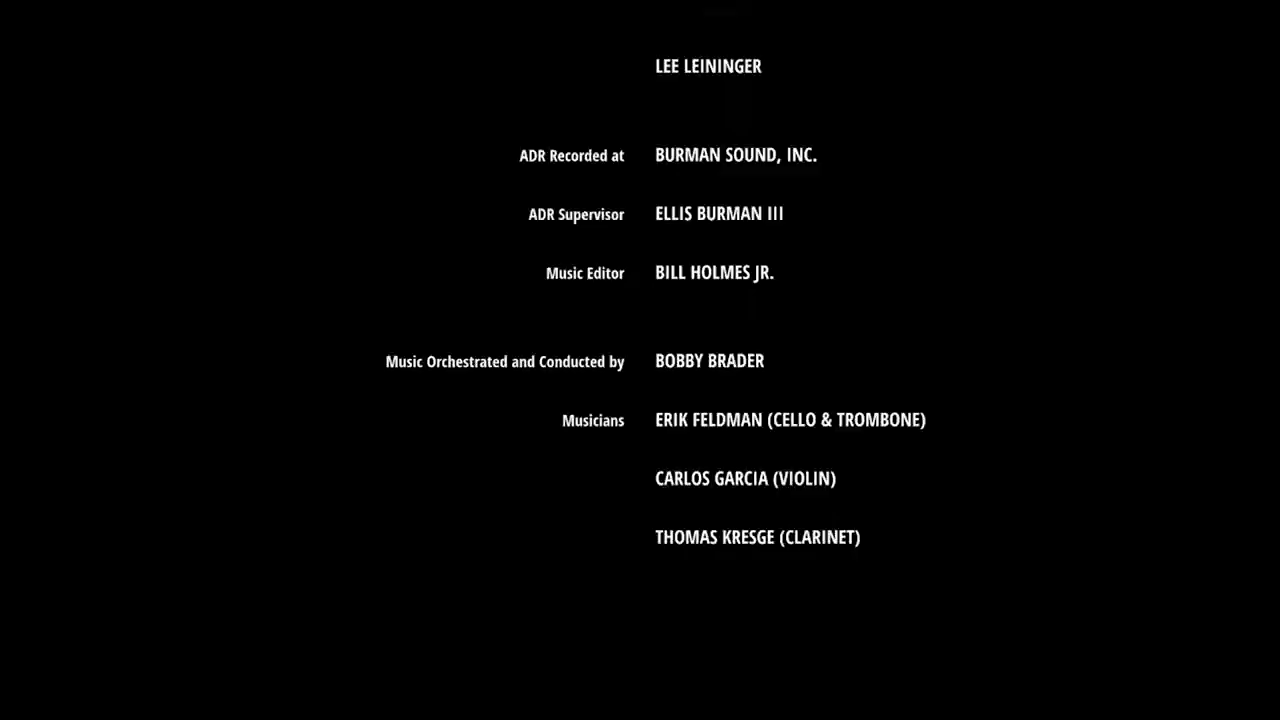 LEE LEININGER
ADR Recorded at BURMAN SOUND, INC.
ADR Supervisor ELLIS BURMAN III
Music Editor BILL HOLMES JR.
Music Orchestrated and Conducted by BOBBY BRADER
Musicians ERIK FELDMAN (CELLO & TROMBONE)
CARLOS GARCIA (VIOLIN)
THOMAS KRESGE (CLARINET)